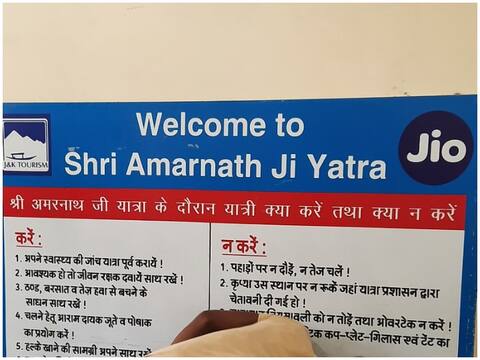 Welcome to
Shri Amarnath Ji Yatra
J&K TOURISM
Jio
श्री अमरनाथ जी यात्रा के दौरान यात्री क्या करें तथा क्या न करें
करें :
1. अपने स्वास्थ्य की जांच यात्रा पूर्व करायें !
2. आवश्यक हो तो जीवन रक्षक दवायें साथ रखें !
3. ठण्ड, बरसात व तेज हवा से बचने के
साधन साथ रखें !
4. चलने हेतू आराम दायक जूते व पोषाक
का प्रयोग करें !
5. हल्के खाने की सामग्री अपने साथ रखें
न करें :
1. पहाड़ों पर न दौड़ें, न तेज चलें !
2. कृप्या उस स्थान पर न रूकें जहां यात्रा प्रशासन द्वारा
चेतावनी दी गई हो !
को न तोड़ें तथा ओवरटेक न करें !
कप-प्लेट-गिलास एवं टेंट का